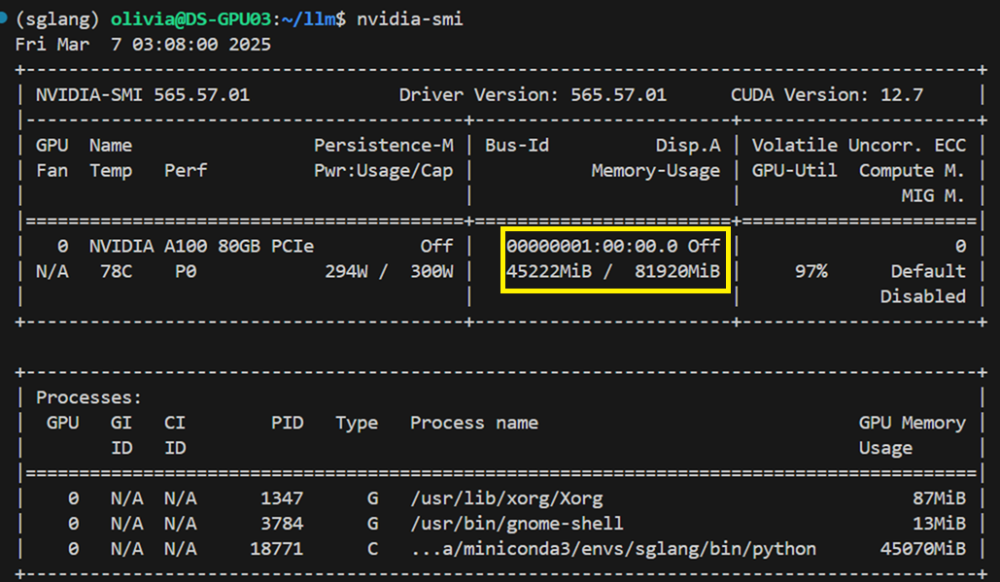 (sglang) olivia@DS-GPU03:~/llm$ nvidia-smi
Fri Mar  7 03:08:00 2025
+-----------------------------------------------------------------------------------------+
| NVIDIA-SMI 565.57.01              Driver Version: 565.57.01      CUDA Version: 12.7     |
|-----------------------------------------+------------------------+----------------------+
| GPU  Name                 Persistence-M | Bus-Id          Disp.A | Volatile Uncorr. ECC |
| Fan  Temp   Perf          Pwr:Usage/Cap |           Memory-Usage | GPU-Util  Compute M. |
|                                         |                        |               MIG M. |
|=========================================+========================+======================|
|   0  NVIDIA A100 80GB PCIe          Off |   00000001:00:00.0 Off |                    0 |
| N/A   78C    P0            294W /  300W |   45222MiB /  81920MiB |     97%      Default |
|                                         |                        |             Disabled |
+-----------------------------------------+------------------------+----------------------+

+-----------------------------------------------------------------------------------------+
| Processes:                                                                              |
|  GPU   GI   CI              PID   Type   Process name                        GPU Memory |
|        ID   ID                                                               Usage      |
|=========================================================================================|
|    0   N/A  N/A            1347      G   /usr/lib/xorg/Xorg                       87MiB |
|    0   N/A  N/A            3784      G   /usr/bin/gnome-shell                     13MiB |
|    0   N/A  N/A           18771      C   ...a/miniconda3/envs/sglang/bin/python  45070MiB |
+-----------------------------------------------------------------------------------------+